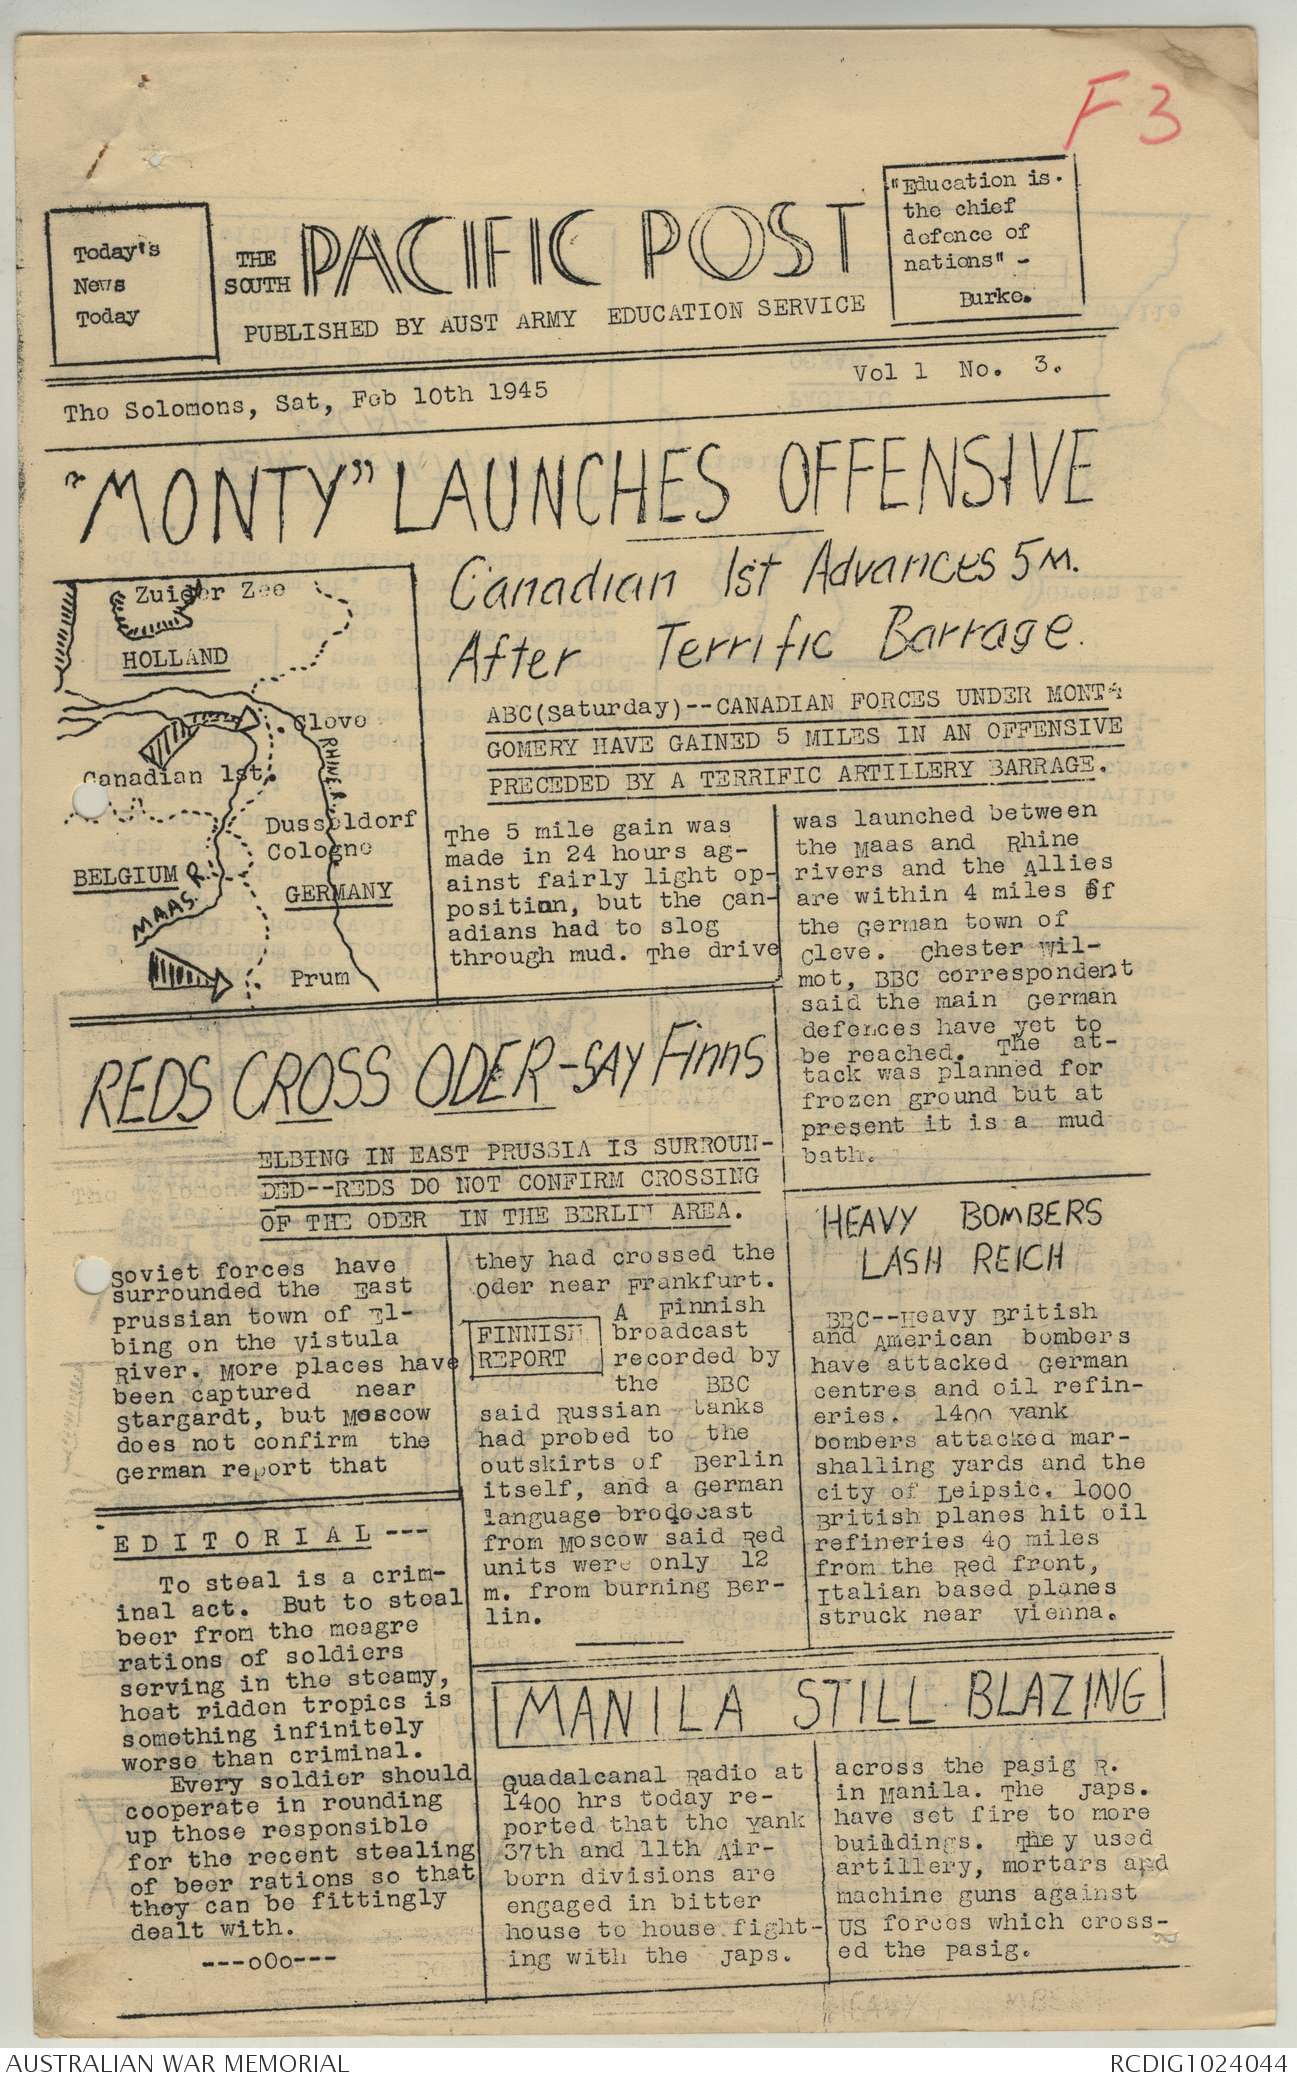 F3
Today's
News
Today
THE
SOUTH
PACIFIC POST
PUBLISHED BY AUST ARMY EDUCATION SERVICE
"Education is
the chief
defence of
nations" -
Burke.
The Solomons, Sat, Feb 10th 1945
Vol 1 No. 3.
"MONTY" LAUNCHES OFFENSIVE
Canadian 1st Advances 5 M.
After Terrific Barrage.
Zuider Zee
HOLLAND
Cleve
RHINE R.
Canadian 1st.
Dusseldorf
Cologne
BELGIUM
GERMANY
MAAS R.
Prum
ABC(Saturday)--CANADIAN FORCES UNDER MONT
GOMERY HAVE GAINED 5 MILES IN AN OFFENSIVE
PRECEDED BY A TERRIFIC ARTILLERY BARRAGE.
The 5 mile gain was
made in 24 hours ag-
ainst fairly light op-
position, but the Can-
adians had to slog
through mud. The drive
was launched between
the Maas and Rhine
rivers and the Allies
are within 4 miles of
the German town of
Cleve. Chester Wil-
mot, BBC correspondent
said the main German
defences have yet to
be reached. The at-
tack was planned for
frozen ground but at
present it is a mud
bath.
REDS CROSS ODER-SAY Finns
ELBING IN EAST PRUSSIA IS SURROUN-
DED--REDS DO NOT CONFIRM CROSSING
OF THE ODER IN THE BERLIN AREA.
Soviet forces have
surrounded the East
Prussian town of El-
bing on the Vistula
River. More places have
been captured near
Stargardt, but Moscow
does not confirm the
German report that
they had crossed the
Oder near Frankfurt.
A Finnish
FINNISH
REPORT
broadcast
recorded by
the BBC
said Russian tanks
had probed to the
outskirts of Berlin
itself, and a German
language brodocast
from Moscow said Red
units were only 12
m. from burning Ber-
lin.
HEAVY BOMBERS
LASH REICH
BBC--Heavy British
and American bombers
have attacked German
centres and oil refin-
eries. 1400 Yank
bombers attacked mar-
shalling yards and the
city of Leipsic. 1000
British planes hit oil
refineries 40 miles
from the Red front,
Italian based planes
struck near Vienna.
EDITORIAL---
To steal is a crim-
inal act. But to steal
beer from the meagre
rations of soldiers
serving in the steamy,
heat ridden tropics is
something infinitely
worse than criminal.
Every soldier should
cooperate in rounding
up those responsible
for the recent stealing
of beer rations so that
they can be fittingly
dealt with.
---oOo---
MANILA STILL BLAZING
Quadalcanal Radio at
1400 hrs today re-
ported that the Yank
37th and 11th Air-
born divisions are
engaged in bitter
house to house fight-
ing with the Japs.
across the Pasig R.
in Manila. The Japs.
have set fire to more
buildings. They used
artillery, mortars and
machine guns against
US forces which cross-
ed the Pasig.
AUSTRALIAN WAR MEMORIAL
RCDIG1024044